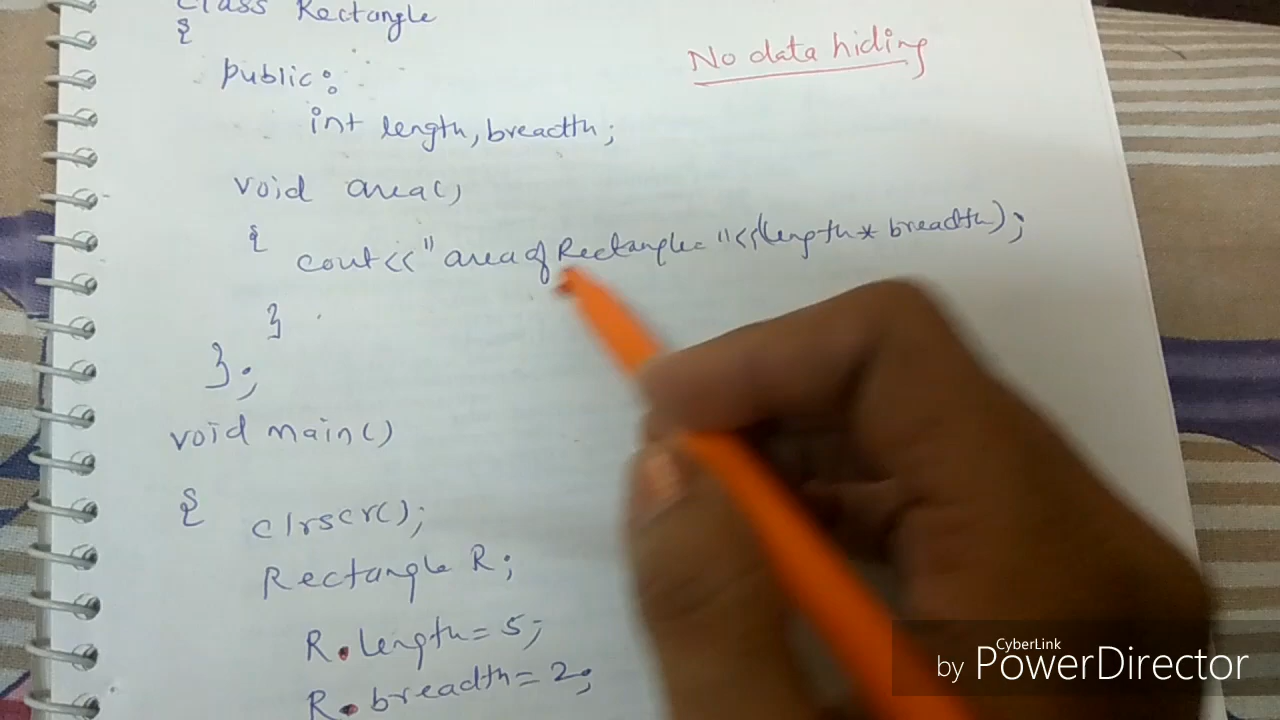 class Rectangle
{
No data hiding
public:
int length, breadth;
void area()
{
cout<<"area of Rectangle="<<(length*breadth);
}
};
void main()
{ clrscr();
Rectangle R;
R.length=5;
R.breadth=2;
CyberLink
by PowerDirector